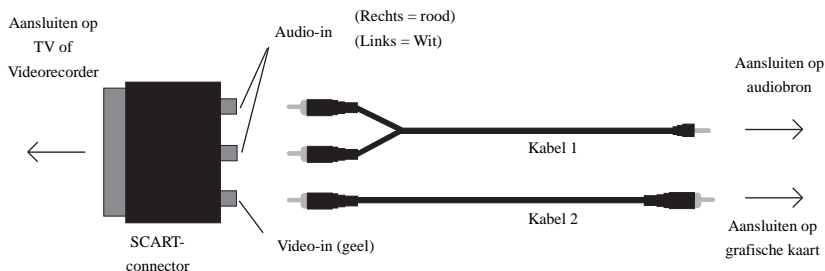 Aansluiten op
TV of
Videorecorder
Audio-in
(Rechts = rood)
(Links = Wit)
Aansluiten op
audiobron
Kabel 1
Kabel 2
SCART-
connector
Video-in (geel)
Aansluiten op
grafische kaart